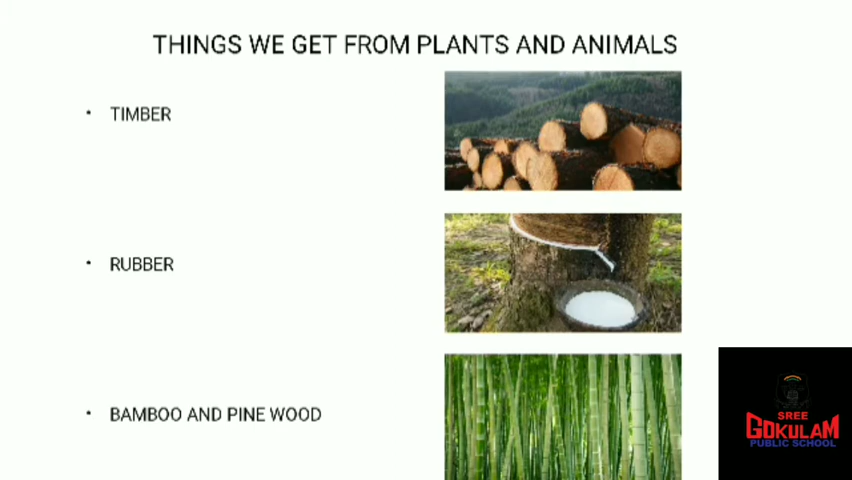 THINGS WE GET FROM PLANTS AND ANIMALS
• TIMBER
• RUBBER
• BAMBOO AND PINE WOOD
SREE
GOKULAM
PUBLIC SCHOOL